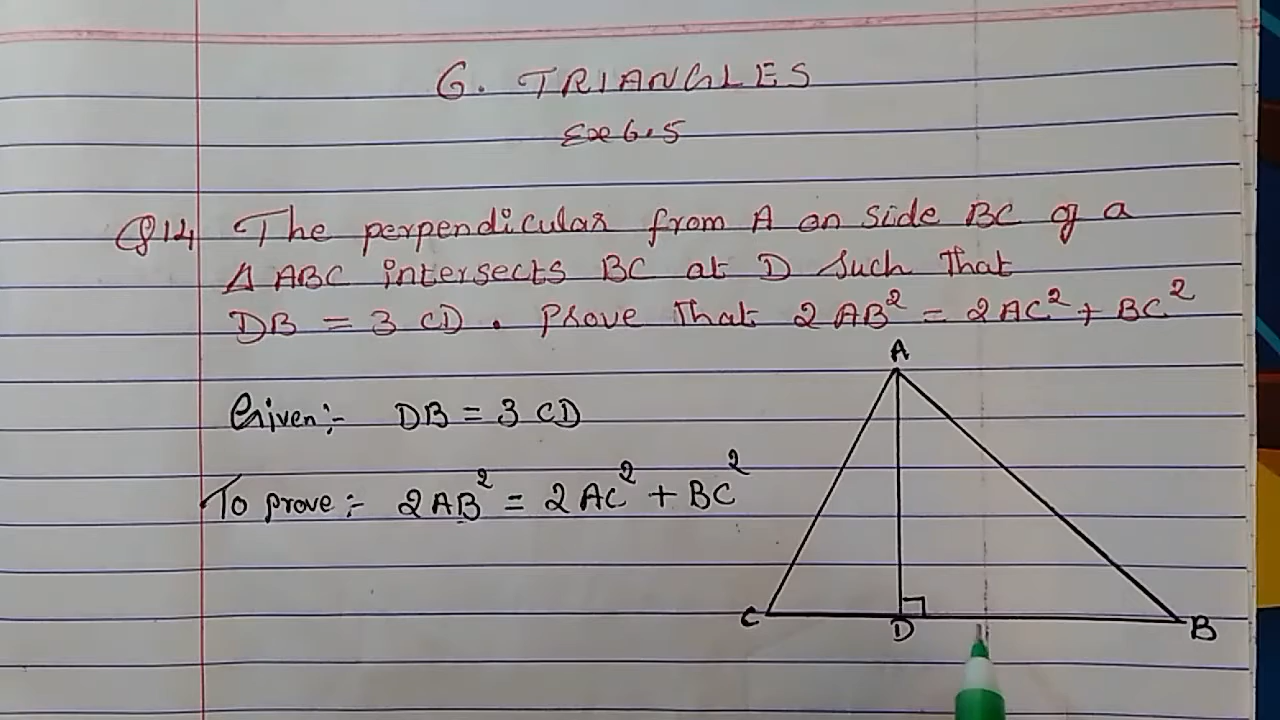 6. TRIANGLES
Exe 6.5
Q14 The perpendicular from A on side BC of a
Δ ABC intersects BC at D such that
DB = 3 CD. Prove that 2AB² = 2AC² + BC²
A
Given:- DB = 3 CD
To prove:- 2AB² = 2AC² + BC²
C D B